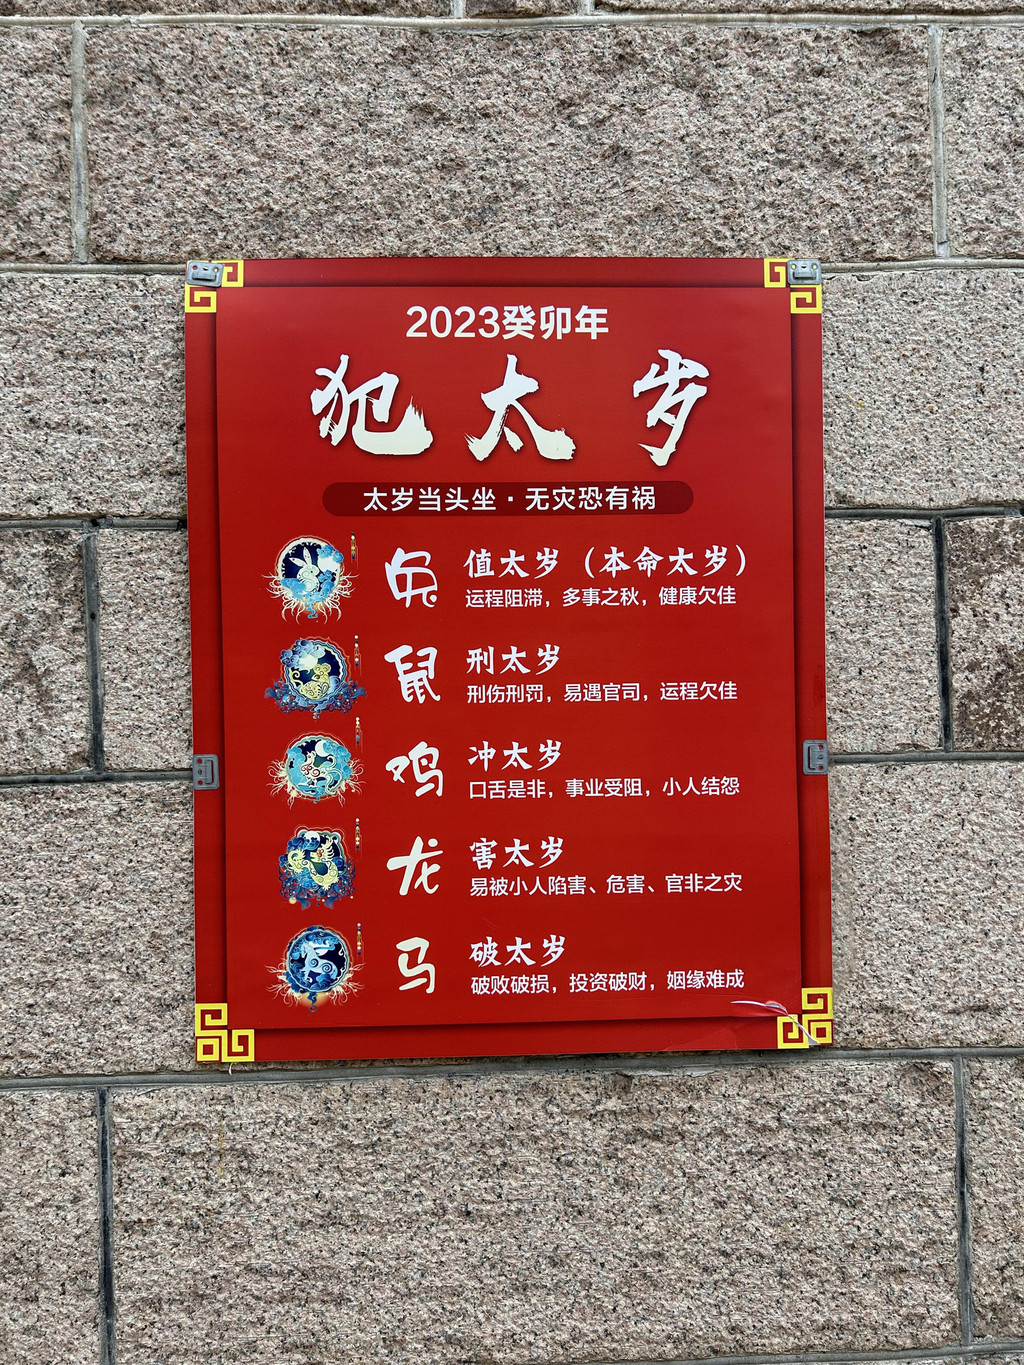 2023癸卯年
犯太岁
太岁当头坐·无灾恐有祸
兔
值太岁（本命太岁）
运程阻滞，多事之秋，健康欠佳
鼠
刑太岁
刑伤刑罚，易遇官司，运程欠佳
鸡
冲太岁
口舌是非，事业受阻，小人结怨
龙
害太岁
易被小人陷害、危害、官非之灾
马
破太岁
破败破损，投资破财，姻缘难成